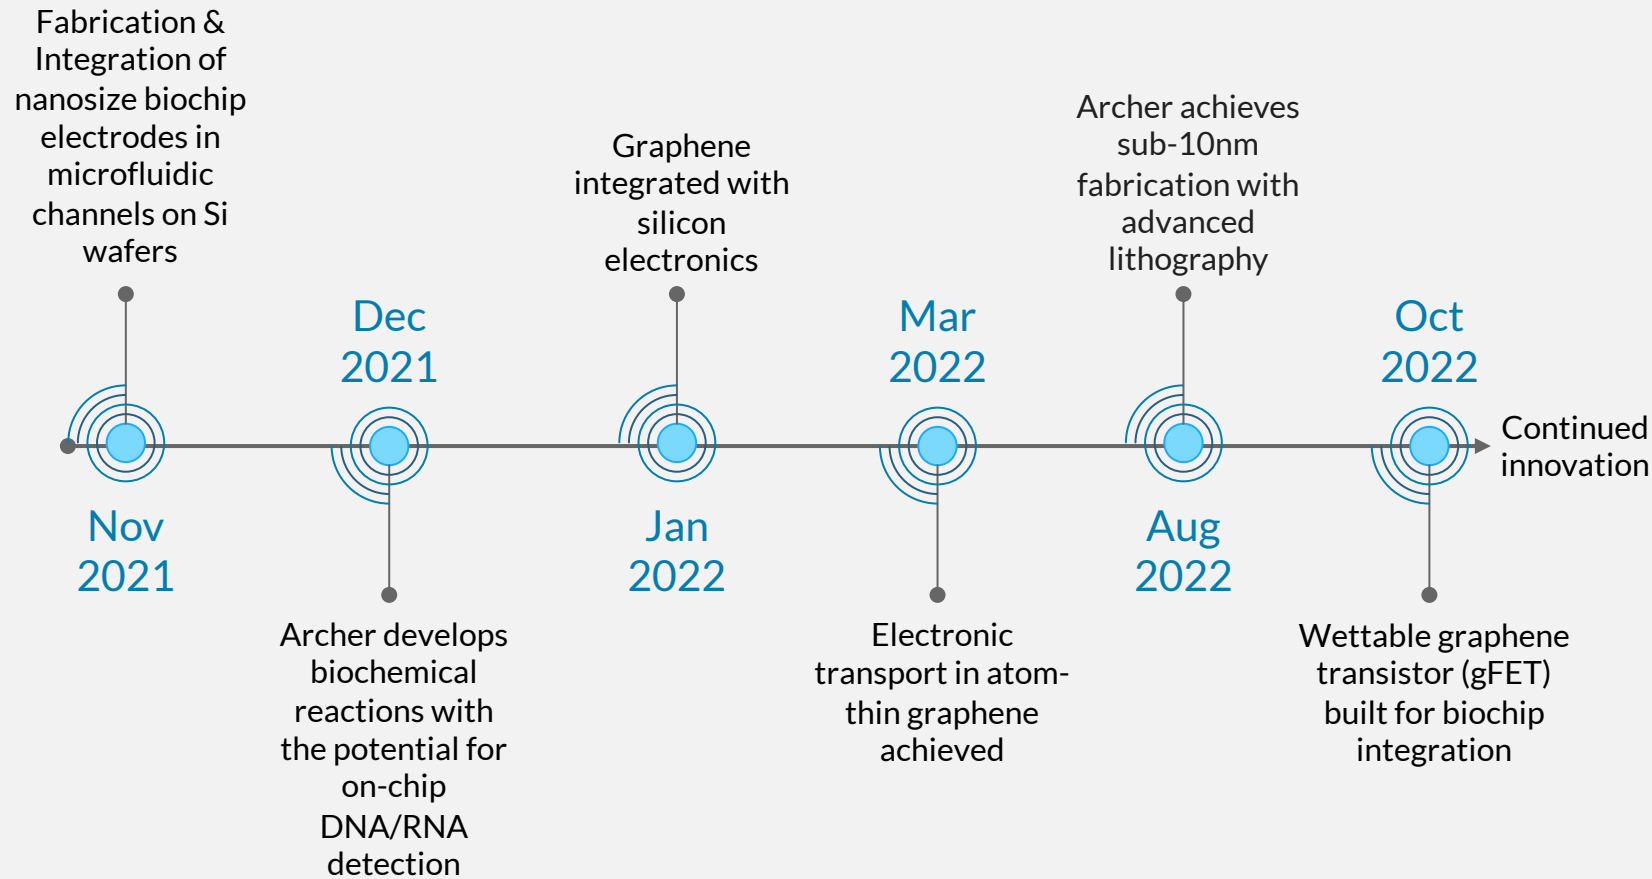 Fabrication &
Integration of
nanosize biochip
electrodes in
microfluidic
channels on Si
wafers
Nov
2021
Dec
2021
Archer develops
biochemical
reactions with
the potential for
on-chip
DNA/RNA
detection
Graphene
integrated with
silicon
electronics
Jan
2022
Mar
2022
Electronic
transport in atom-
thin graphene
achieved
Archer achieves
sub-10nm
fabrication with
advanced
lithography
Aug
2022
Oct
2022
Wettable graphene
transistor (gFET)
built for biochip
integration
Continued
innovation